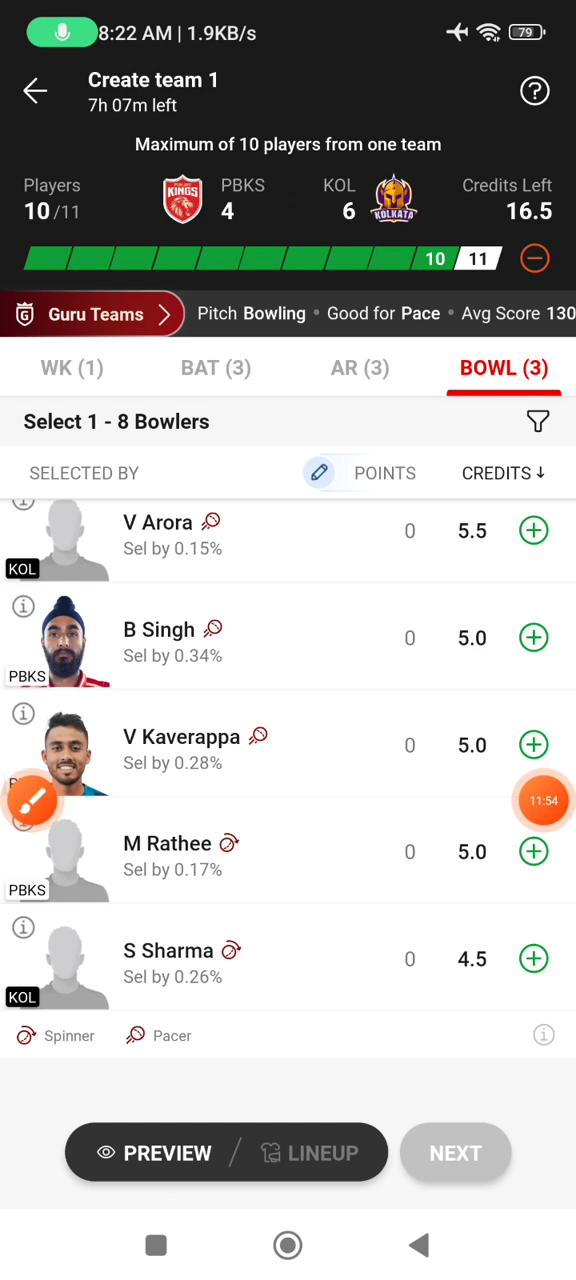 8:22 AM | 1.9KB/s
79
Create team 1
7h 07m left
?
Maximum of 10 players from one team
Players
10/11
KINGS
PBKS
4
KOL
6
KOLKATA
Credits Left
16.5
10
11
G
Guru Teams
Pitch Bowling • Good for Pace • Avg Score 130
WK (1)
BAT (3)
AR (3)
BOWL (3)
Select 1 - 8 Bowlers
SELECTED BY
POINTS
CREDITS↓
V Arora
Sel by 0.15%
KOL
0
5.5
B Singh
Sel by 0.34%
PBKS
0
5.0
V Kaverappa
Sel by 0.28%
0
5.0
11:54
M Rathee
Sel by 0.17%
PBKS
0
5.0
S Sharma
Sel by 0.26%
KOL
0
4.5
Spinner
Pacer
PREVIEW / LINEUP
NEXT